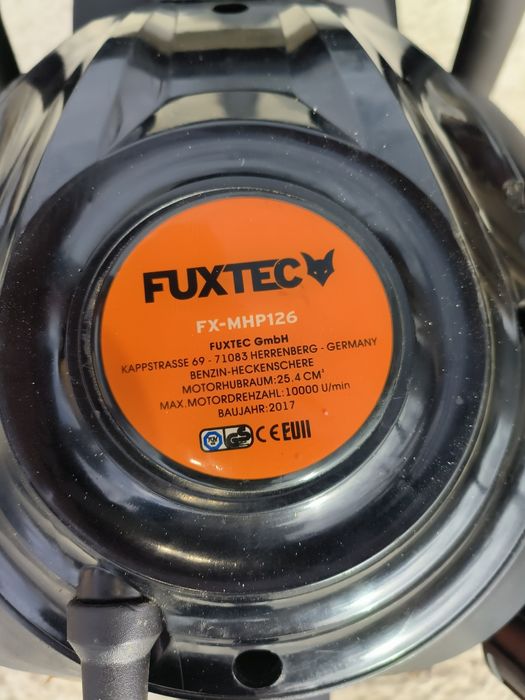 FUXTEC
FX-MHP126
FUXTEC GmbH
KAPPSTRASSE 69 - 71083 HERRENBERG - GERMANY
BENZIN-HECKENSCHERE
MOTORHUBRAUM:25.4 CM³
MAX.MOTORDREHZAHL:10000 U/min
BAUJAHR:2017
CE EUII